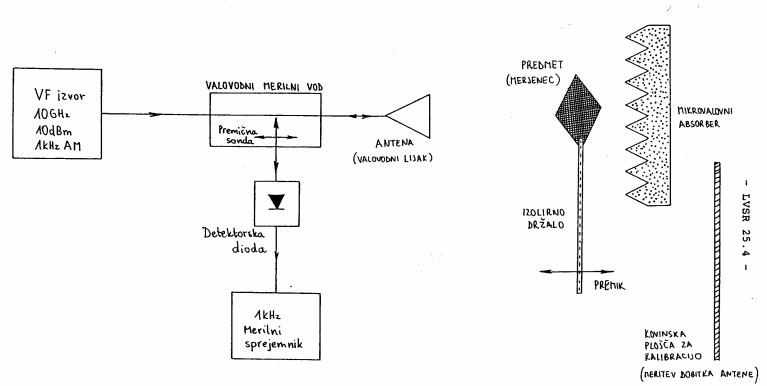 VF izvor
10GHz
10dBm
1kHz AM
VALOVODNI MERILNI VOD
Premična
sonda
ANTENA
(VALOVODNI LIJAK)
Detektorska
dioda
1kHz
Merilni
sprejemnik
PREDMET
(MERJENEC)
MIKROVALOVNI
ABSORBER
IZOLIRNO
DRŽALO
PREMIK
KOVINSKA
PLOŠČA ZA
KALIBRACIJO
(MERITEV DOBITKA ANTENE)
- LVSR 25.4 -